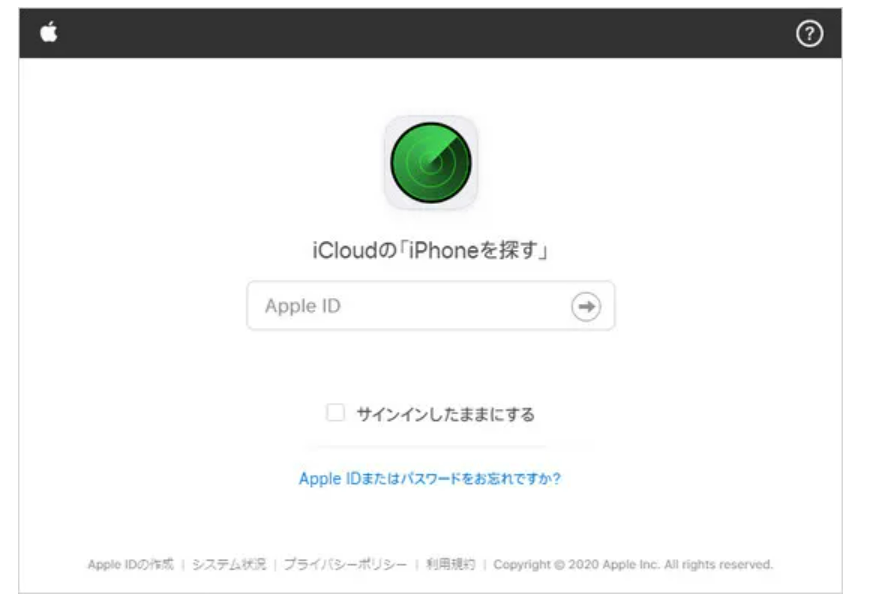 ?
iCloudの「iPhoneを探す」
Apple ID
サインインしたままにする
Apple IDまたはパスワードをお忘れですか?
Apple IDの作成 | システム状況 | プライバシーポリシー | 利用規約 | Copyright © 2020 Apple Inc. All rights reserved.